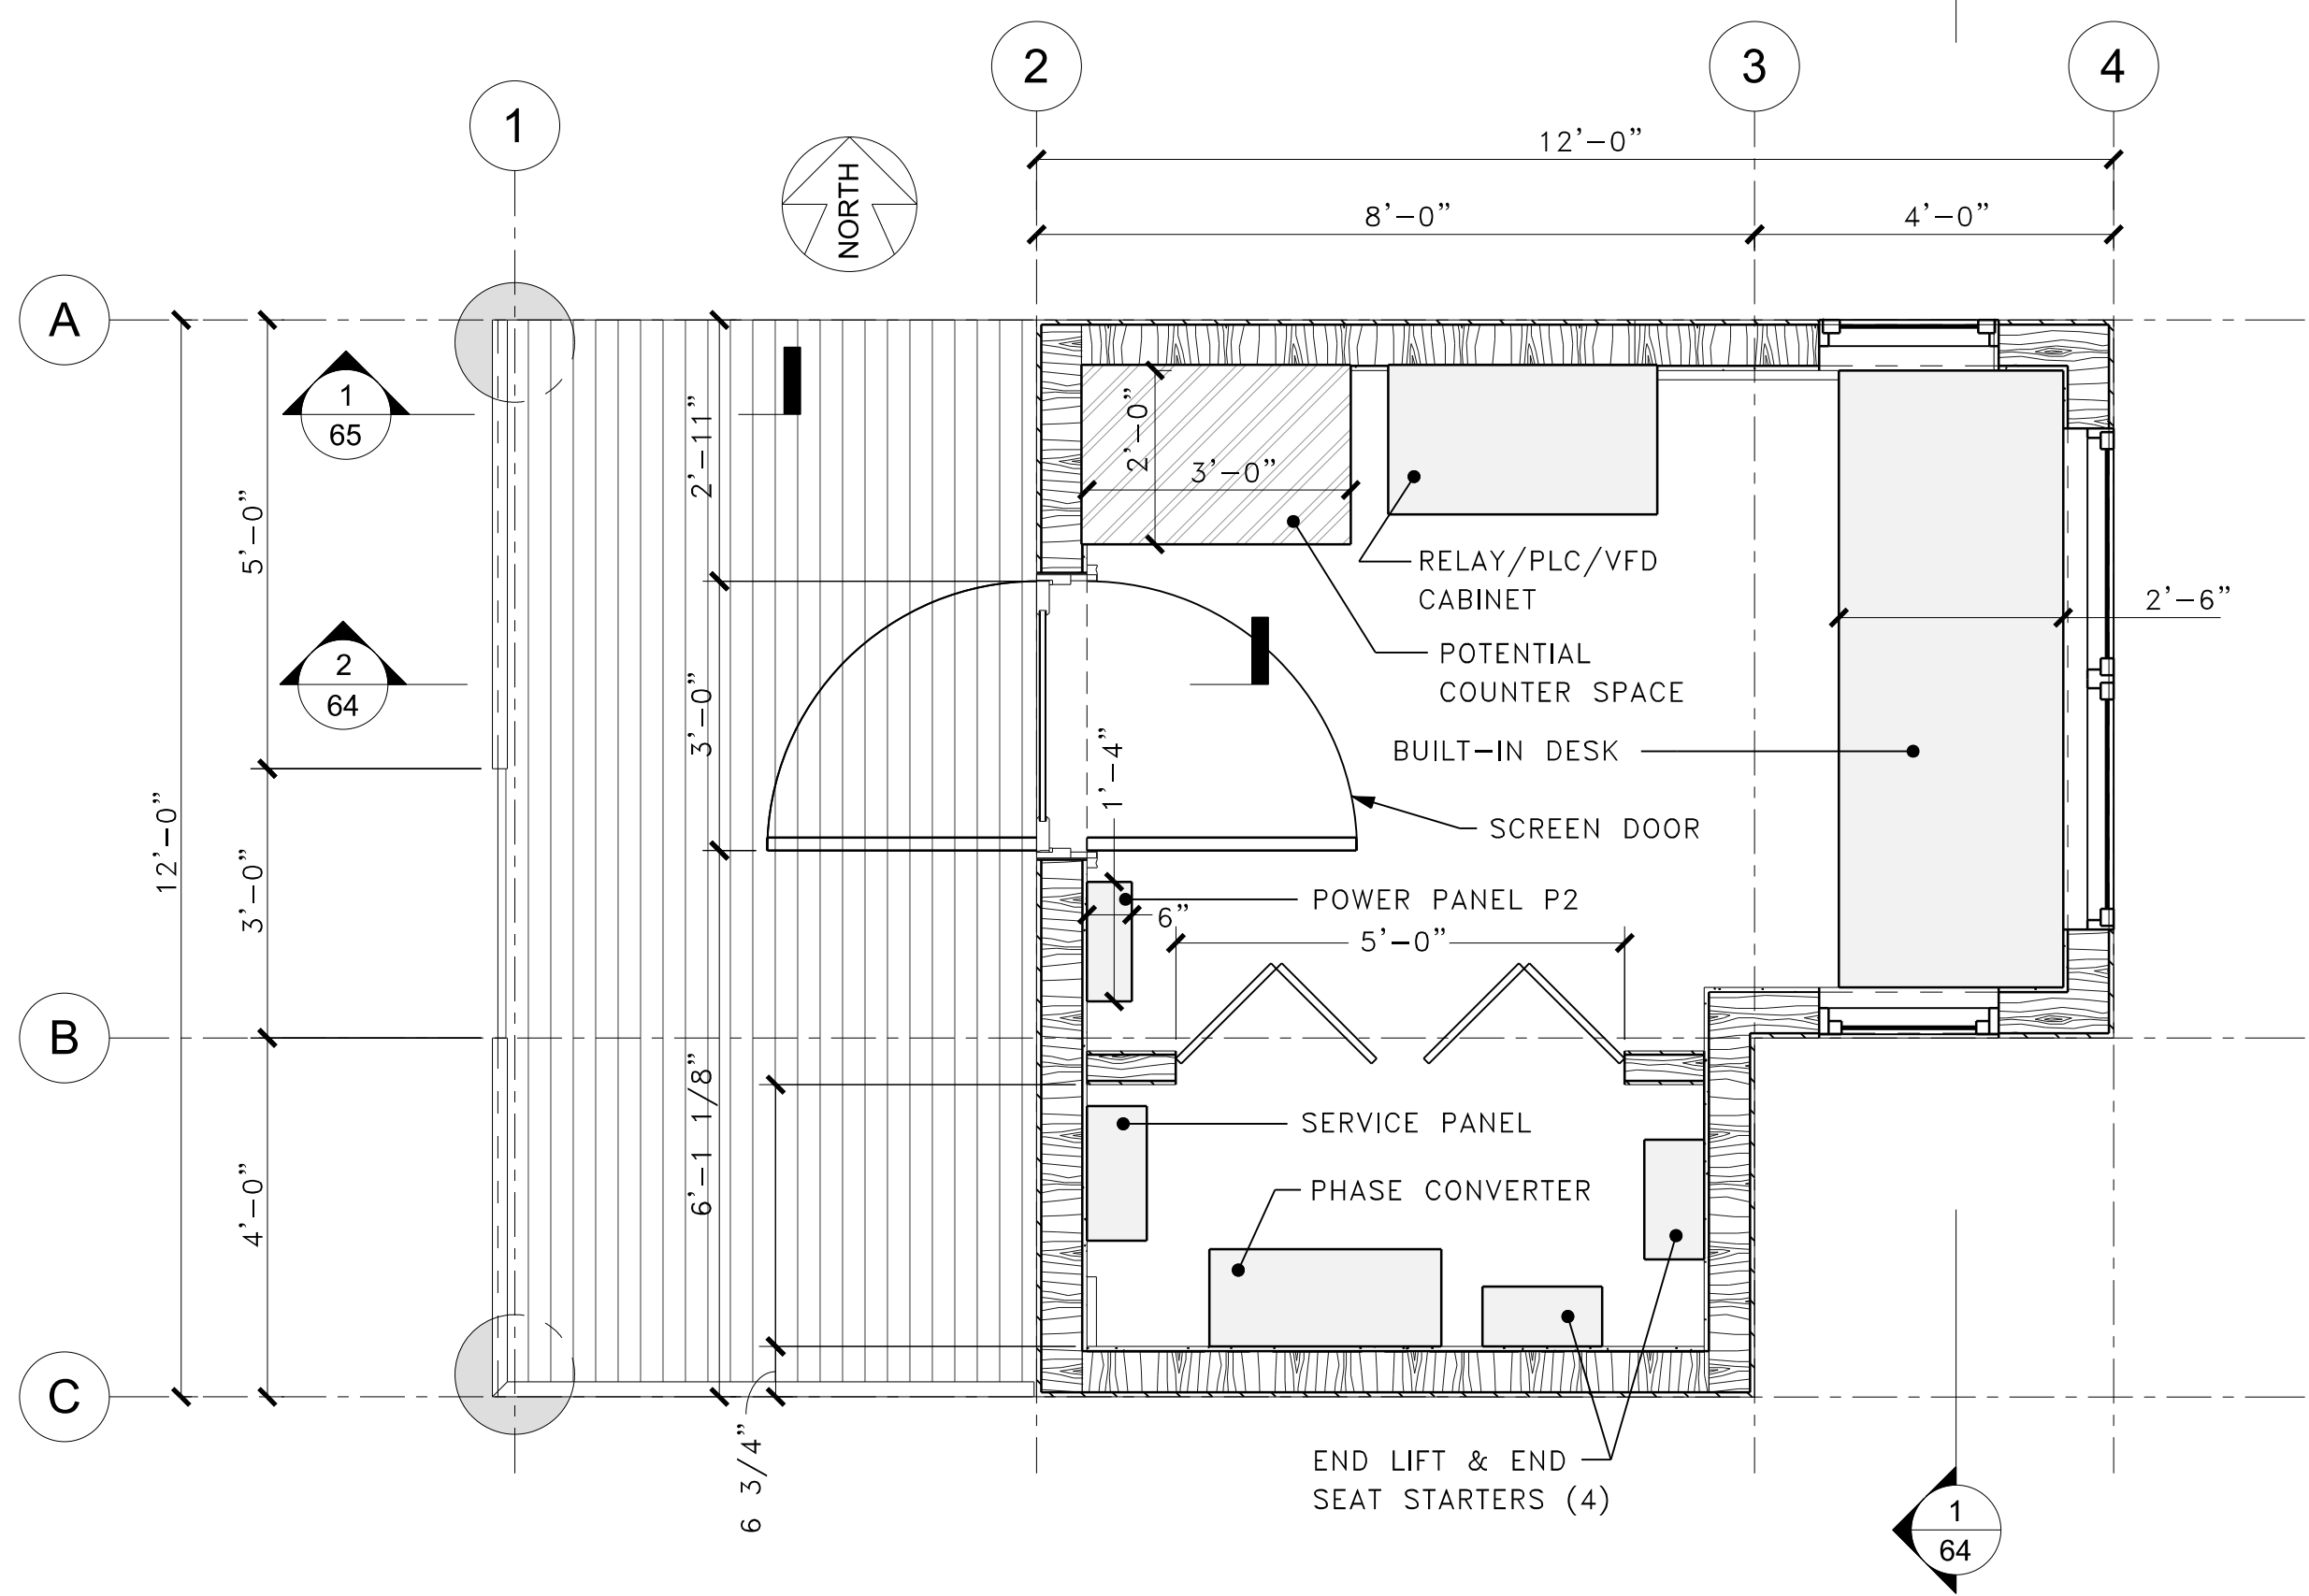 2
3
4
1
NORTH
12'-0"
8'-0"
4'-0"
A
1
65
2'-11"
2'-0"
3'-0"
5'-0"
RELAY/PLC/VFD
CABINET
2'-6"
POTENTIAL
COUNTER SPACE
2
64
3'-0"
1'-4"
BUILT-IN DESK
SCREEN DOOR
12'-0"
3'-0"
POWER PANEL P2
6"
5'-0"
B
6'-1 1/8"
SERVICE PANEL
PHASE CONVERTER
4'-0"
C
6 3/4"
END LIFT & END
SEAT STARTERS (4)
1
64